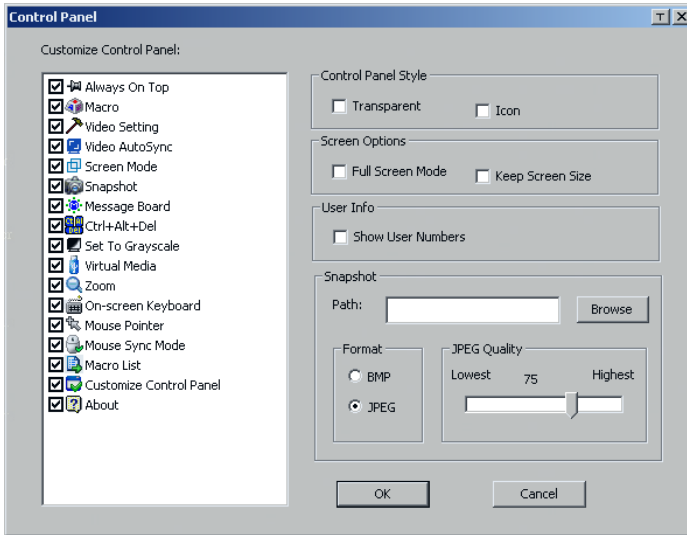 Control Panel
Customize Control Panel:
Always On Top
Macro
Video Setting
Video AutoSync
Screen Mode
Snapshot
Message Board
Ctrl+Alt+Del
Set To Grayscale
Virtual Media
Zoom
On-screen Keyboard
Mouse Pointer
Mouse Sync Mode
Macro List
Customize Control Panel
About
Control Panel Style
Transparent
Icon
Screen Options
Full Screen Mode
Keep Screen Size
User Info
Show User Numbers
Snapshot
Path:
Browse
Format
BMP
JPEG
JPEG Quality
Lowest 75 Highest
OK
Cancel